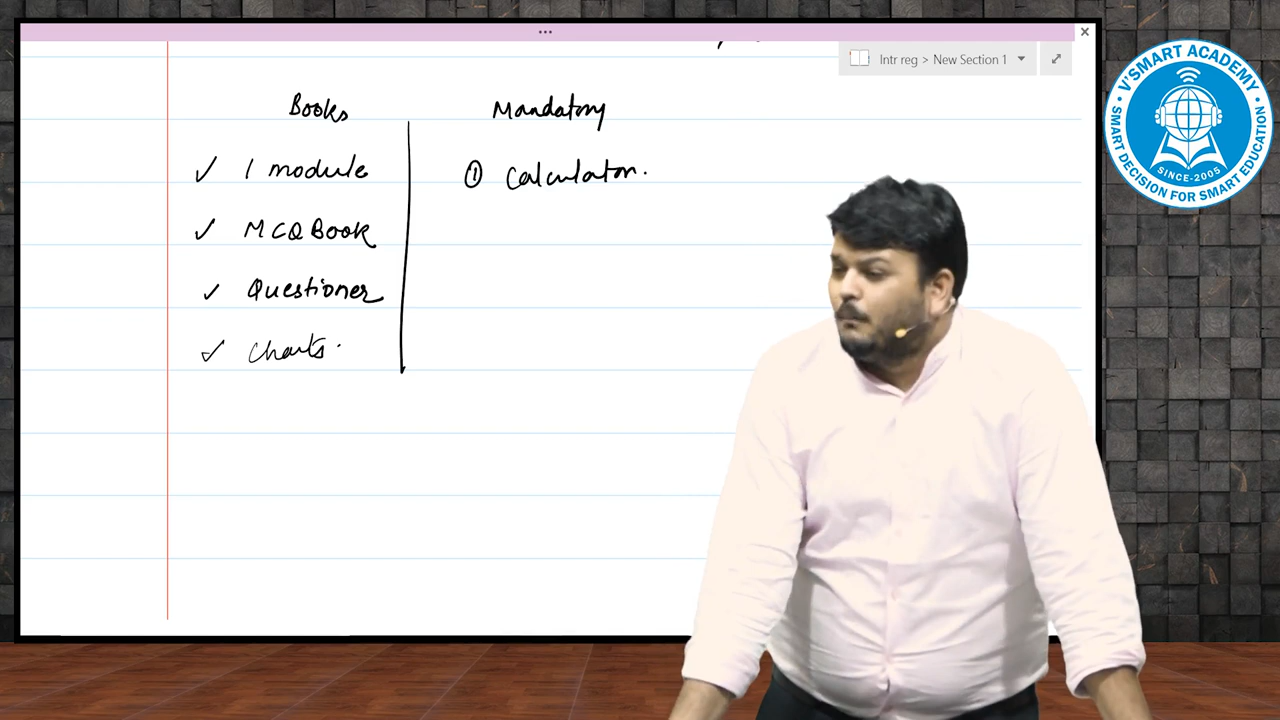 Intr reg > New Section 1
Books
Mandatory
✓ 1 module
✓ MCQ Book
✓ Questioner
✓ Charts.
① Calculator.
V'SMART ACADEMY
SINCE-2005
SMART DECISION FOR SMART EDUCATION